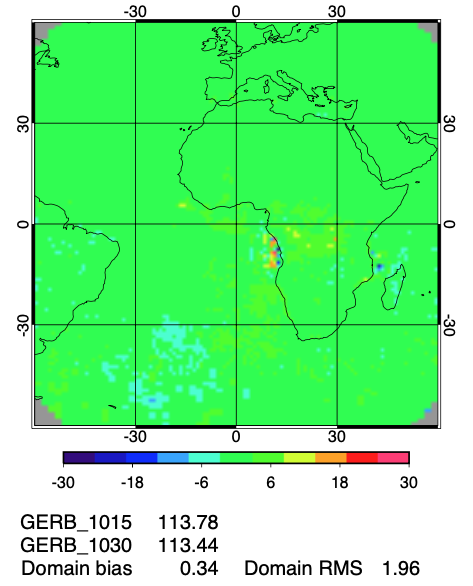 -30 0 30
30 30
0 0
-30 -30
-30 0 30
-30 -18 -6 6 18 30
GERB_1015 113.78
GERB_1030 113.44
Domain bias 0.34 Domain RMS 1.96